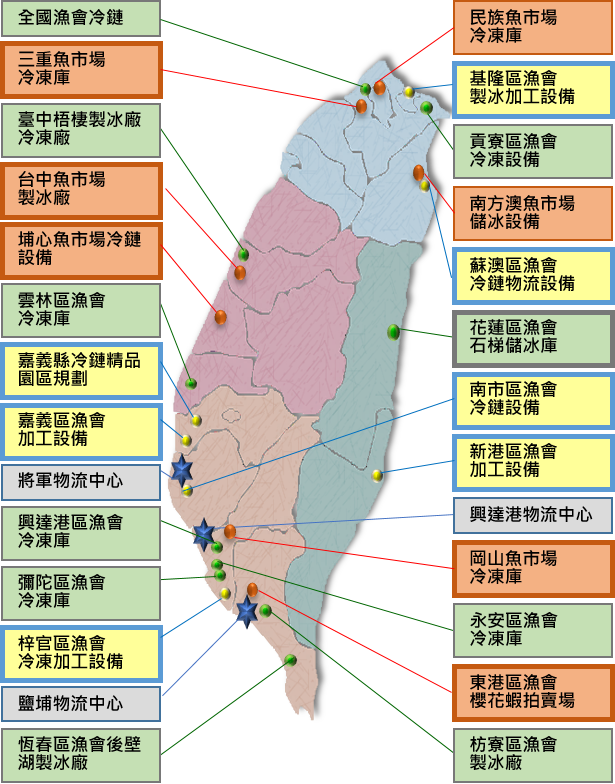 全國漁會冷鏈
三重魚市場
冷凍庫
臺中梧棲製冰廠
冷凍廠
台中魚市場
製冰廠
埔心魚市場冷鏈
設備
雲林區漁會
冷凍庫
嘉義縣冷鏈精品
園區規劃
嘉義區漁會
加工設備
將軍物流中心
興達港區漁會
冷凍庫
彌陀區漁會
冷凍庫
梓官區漁會
冷凍加工設備
鹽埔物流中心
恆春區漁會後壁
湖製冰廠
民族魚市場
冷凍庫
基隆區漁會
製冰加工設備
貢寮區漁會
冷凍設備
南方澳魚市場
儲冰設備
蘇澳區漁會
冷鏈物流設備
花蓮區漁會
石梯儲冰庫
南市區漁會
冷鏈設備
新港區漁會
加工設備
興達港物流中心
岡山魚市場
冷凍庫
永安區漁會
冷凍庫
東港區漁會
櫻花蝦拍賣場
枋寮區漁會
製冰廠